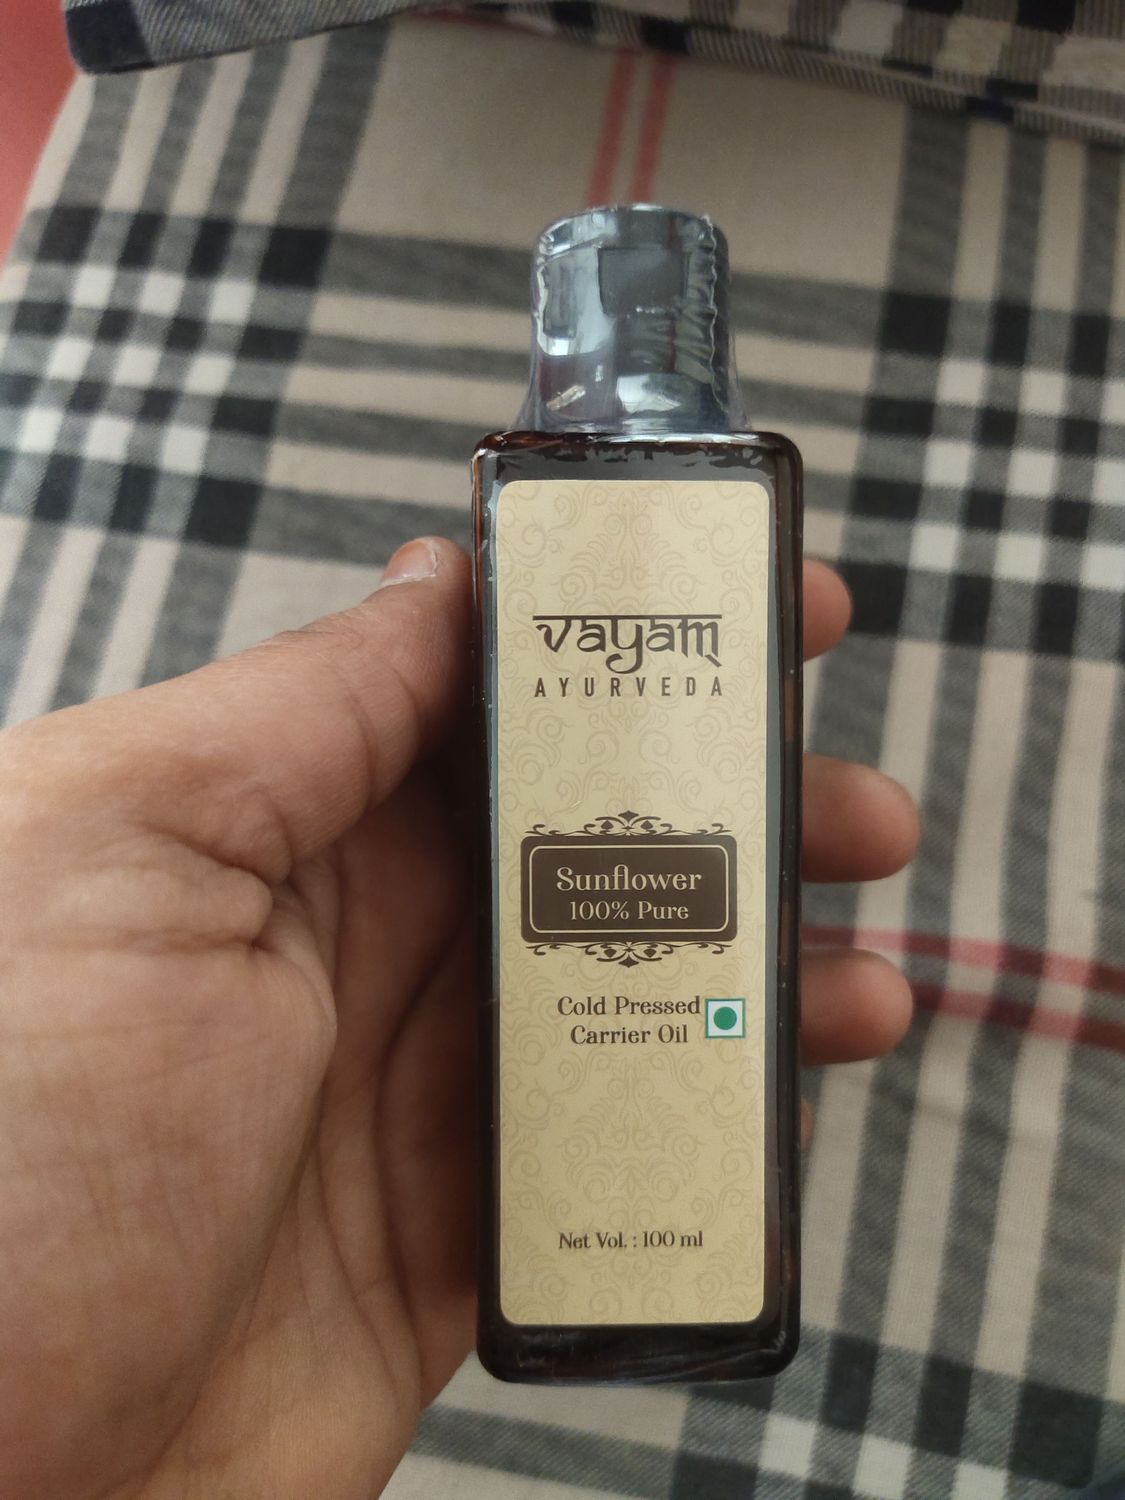 vayam
AYURVEDA
Sunflower
100% Pure
Cold Pressed
Carrier Oil
Net Vol. : 100 ml